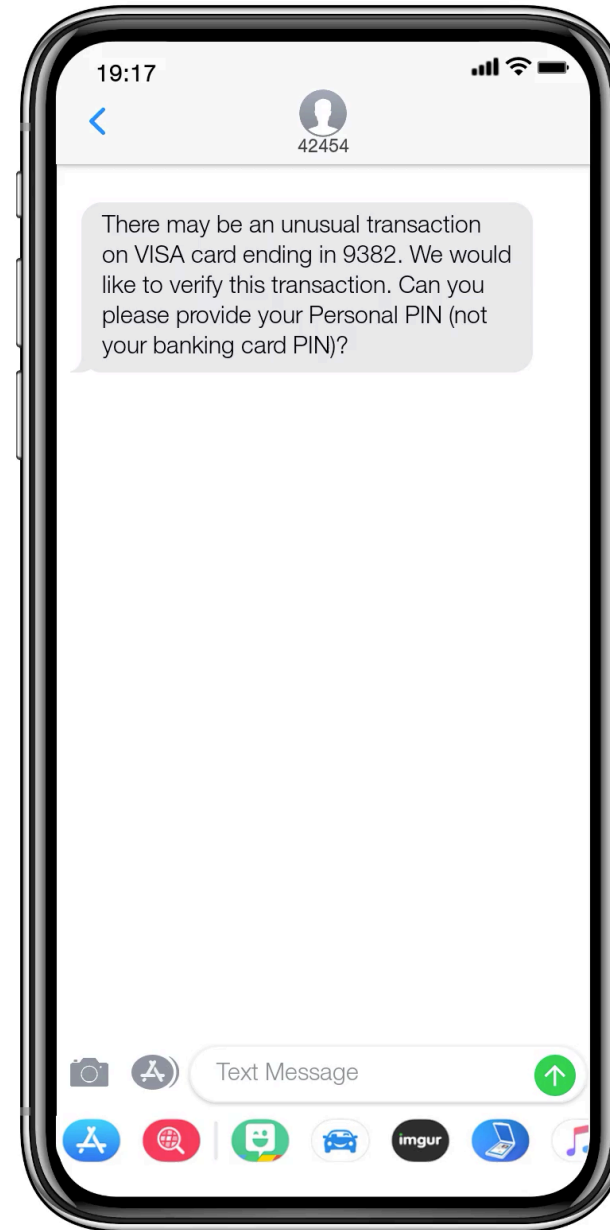 19:17
42454
There may be an unusual transaction
on VISA card ending in 9382. We would
like to verify this transaction. Can you
please provide your Personal PIN (not
your banking card PIN)?
Text Message
imgur